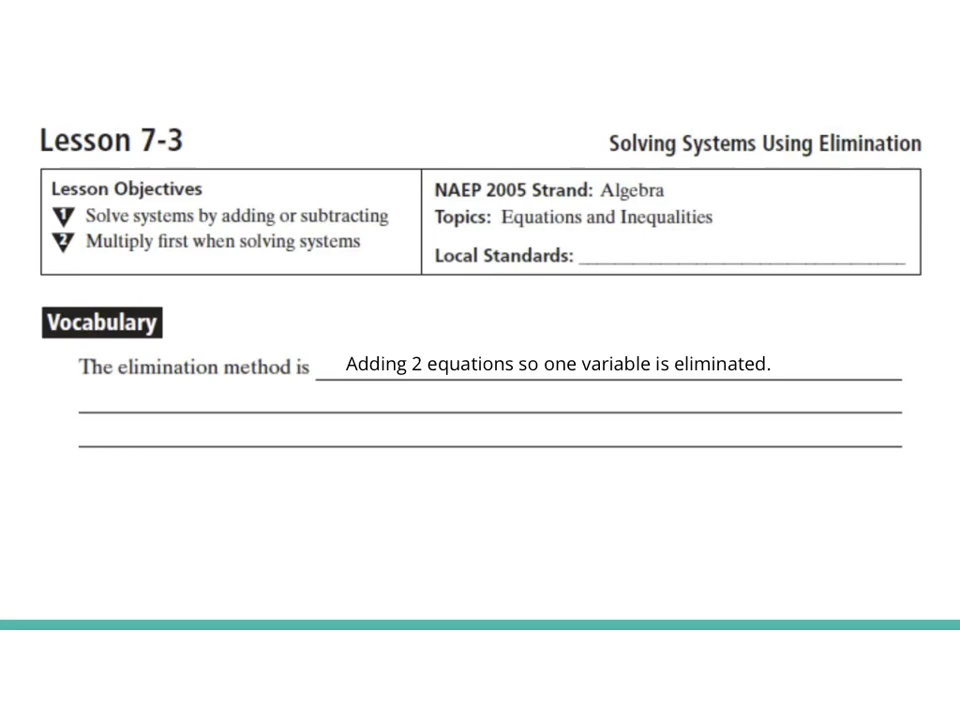 Lesson 7-3
Solving Systems Using Elimination
Lesson Objectives
1 Solve systems by adding or subtracting
2 Multiply first when solving systems
NAEP 2005 Strand: Algebra
Topics: Equations and Inequalities
Local Standards:
Vocabulary
The elimination method is Adding 2 equations so one variable is eliminated.